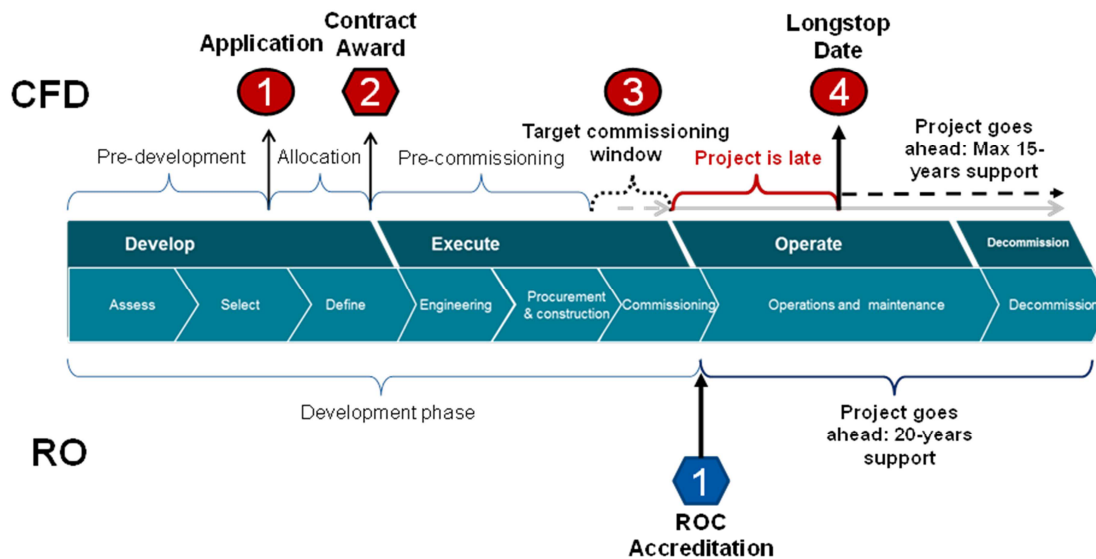 Application
Contract
Award
Longstop
Date
CFD
1
2
3
4
Pre-development
Allocation
Pre-commissioning
Target commissioning
window
Project is late
Project goes
ahead: Max 15-
years support
Develop
Execute
Operate
Decommission
Assess
Select
Define
Engineering
Procurement
& construction
Commissioning
Operations and maintenance
Decommission
Development phase
Project goes
ahead: 20-years
support
RO
1
ROC
Accreditation